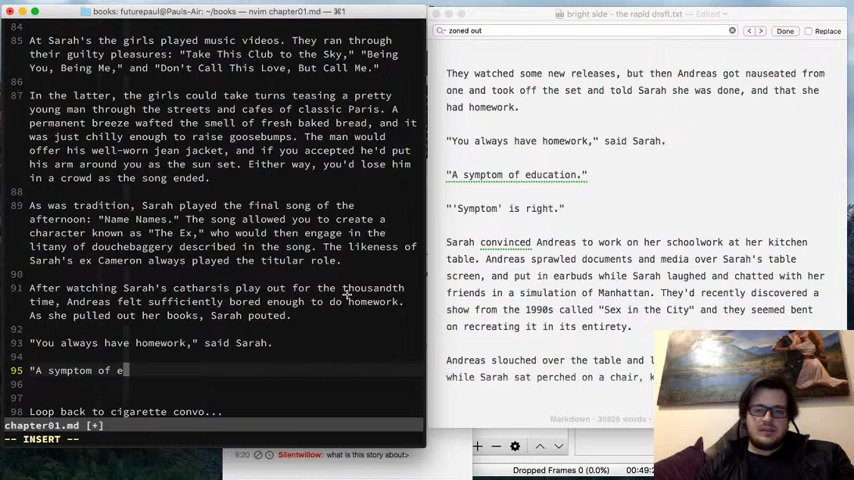 books: futurepaul@Pauls-Air: ~/books — nvim chapter01.md — ⌘1
84
85 At Sarah's the girls played music videos. They ran through
their guilty pleasures: "Take This Club to the Sky," "Being
You, Being Me," and "Don't Call This Love, But Call Me."
86
87 In the latter, the girls could take turns teasing a pretty
young man through the streets and cafes of classic Paris. A
permanent breeze wafted the smell of fresh baked bread, and it
was just chilly enough to raise goosebumps. The man would
offer his well-worn jean jacket, and if you accepted he'd put
his arm around you as the sun set. Either way, you'd lose him
in a crowd as the song ended.
88
89 As was tradition, Sarah played the final song of the
afternoon: "Name Names." The song allowed you to create a
character known as "The Ex," who would then engage in the
litany of douchebaggery described in the song. The likeness of
Sarah's ex Cameron always played the titular role.
90
91 After watching Sarah's catharsis play out for the thousandth
time, Andreas felt sufficiently bored enough to do homework.
As she pulled out her books, Sarah pouted.
92
93 "You always have homework," said Sarah.
94
95 "A symptom of e
96
97
98 Loop back to cigarette convo...
chapter01.md [+]
-- INSERT --
bright side - the rapid draft.txt — Edited
zoned out
Done
Replace
They watched some new releases, but then Andreas got nauseated from
one and took off the set and told Sarah she was done, and that she
had homework.
"You always have homework," said Sarah.
"A symptom of education."
"'Symptom' is right."
Sarah convinced Andreas to work on her schoolwork at her kitchen
table. Andreas sprawled documents and media over Sarah's table
screen, and put in earbuds while Sarah laughed and chatted with her
friends in a simulation of Manhattan. They'd recently discovered a
show from the 1990s called "Sex in the City" and they seemed bent
on recreating it in its entirety.
Andreas slouched over the table and l
while Sarah sat perched on a chair, k
Markdown
9:20 Silentwillow: what is this story about>
Dropped Frames 0 (0.0%)
00:49:2